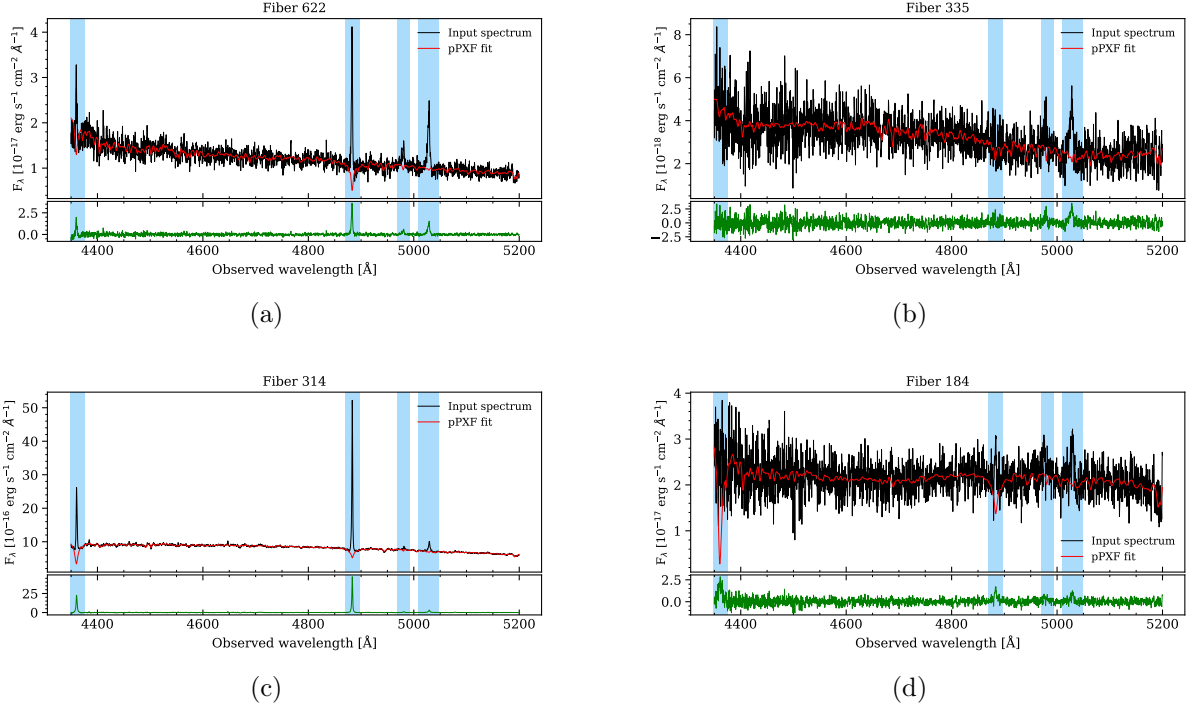 Fiber 622
F_λ [10⁻¹⁷ erg s⁻¹ cm⁻² Å⁻¹]
4
3
2
1
Input spectrum
pPXF fit
2.5
0.0
4400 4600 4800 5000 5200
Observed wavelength [Å]
(a)
Fiber 335
F_λ [10⁻¹⁸ erg s⁻¹ cm⁻² Å⁻¹]
8
6
4
2
Input spectrum
pPXF fit
2.5
0.0
−2.5
4400 4600 4800 5000 5200
Observed wavelength [Å]
(b)
Fiber 314
F_λ [10⁻¹⁶ erg s⁻¹ cm⁻² Å⁻¹]
50
40
30
20
10
Input spectrum
pPXF fit
25
0
4400 4600 4800 5000 5200
Observed wavelength [Å]
(c)
Fiber 184
F_λ [10⁻¹⁷ erg s⁻¹ cm⁻² Å⁻¹]
4
3
2
1
Input spectrum
pPXF fit
2.5
0.0
4400 4600 4800 5000 5200
Observed wavelength [Å]
(d)